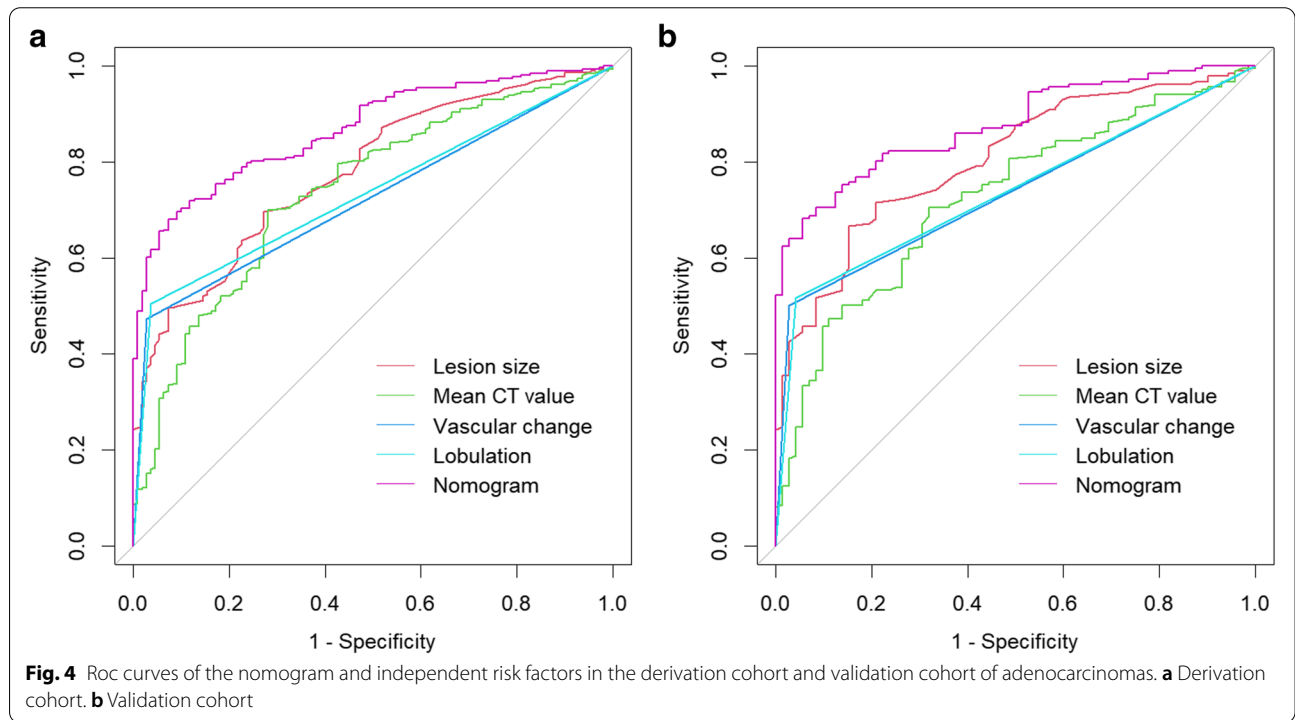 a
1.0
0.8
0.6
0.4
0.2
0.0
Sensitivity
Lesion size
Mean CT value
Vascular change
Lobulation
Nomogram
0.0 0.2 0.4 0.6 0.8 1.0
1 - Specificity
b
1.0
0.8
0.6
0.4
0.2
0.0
Sensitivity
Lesion size
Mean CT value
Vascular change
Lobulation
Nomogram
0.0 0.2 0.4 0.6 0.8 1.0
1 - Specificity
Fig. 4 Roc curves of the nomogram and independent risk factors in the derivation cohort and validation cohort of adenocarcinomas. a Derivation
cohort. b Validation cohort